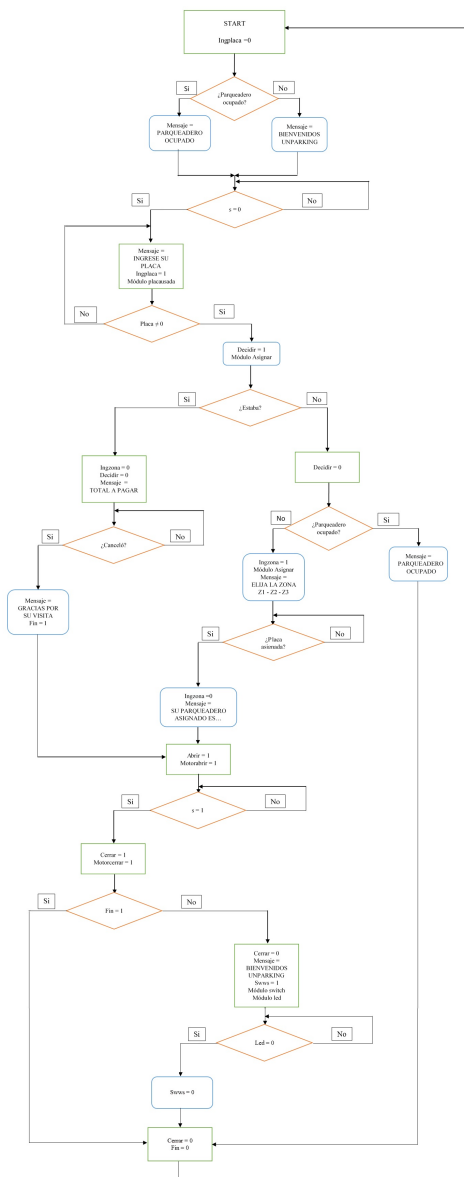 START
Ingplaca =0
Si
¿Parqueadero
ocupado?
No
Mensaje =
PARQUEADERO
OCUPADO
Mensaje =
BIENVENIDOS
UNPARKING
Si
s = 0
No
Mensaje =
INGRESE SU
PLACA
Ingplaca = 1
Módulo placausada
No
Placa ≠ 0
Si
Decidir = 1
Módulo Asignar
Si
¿Estaba?
No
Ingzona = 0
Decidir = 0
Mensaje =
TOTAL A PAGAR
Decidir = 0
Si
¿Canceló?
No
No
¿Parqueadero
ocupado?
Si
Mensaje =
GRACIAS POR
SU VISITA
Fin = 1
Ingzona = 1
Módulo Asignar
Mensaje =
ELIJA LA ZONA
Z1 - Z2 - Z3
Mensaje =
PARQUEADERO
OCUPADO
Si
¿Placa
asignada?
No
Ingzona =0
Mensaje =
SU PARQUEADERO
ASIGNADO ES…
Abrir = 1
Motorabrir = 1
Si
s = 1
No
Cerrar = 1
Motorcerrar = 1
Si
Fin = 1
No
Cerrar = 0
Mensaje =
BIENVENIDOS
UNPARKING
Swws = 1
Módulo switch
Módulo led
Si
Led = 0
No
Swws = 0
Cerrar = 0
Fin = 0